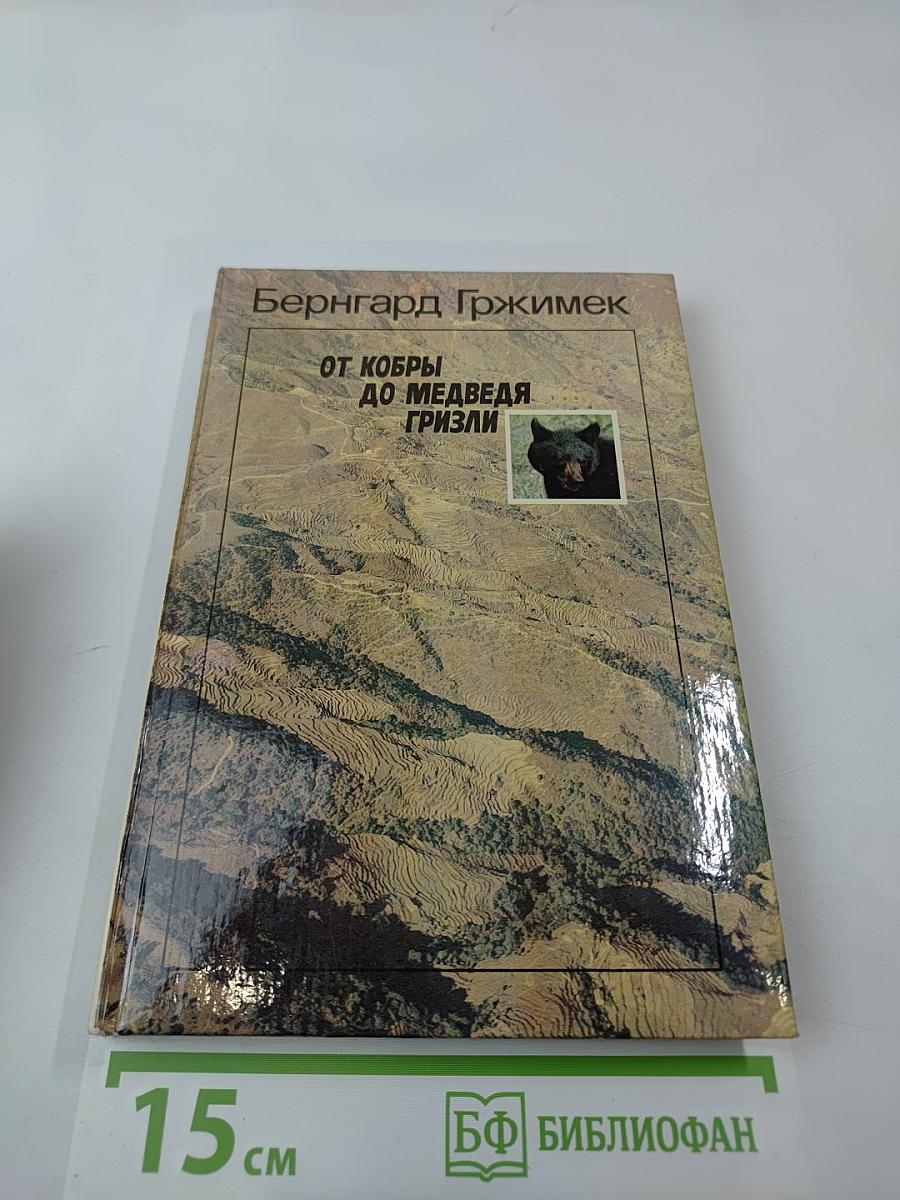 Бернгард Гржимек
ОТ КОБРЫ
ДО МЕДВЕДЯ
ГРИЗЛИ
15 см
БФ БИБЛИОФАН